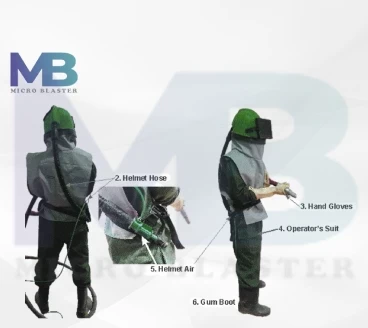 MB
MICRO BLASTER
2. Helmet Hose
3. Hand Gloves
4. Operator's Suit
5. Helmet Air
6. Gum Boot
MB
MICRO BLASTER